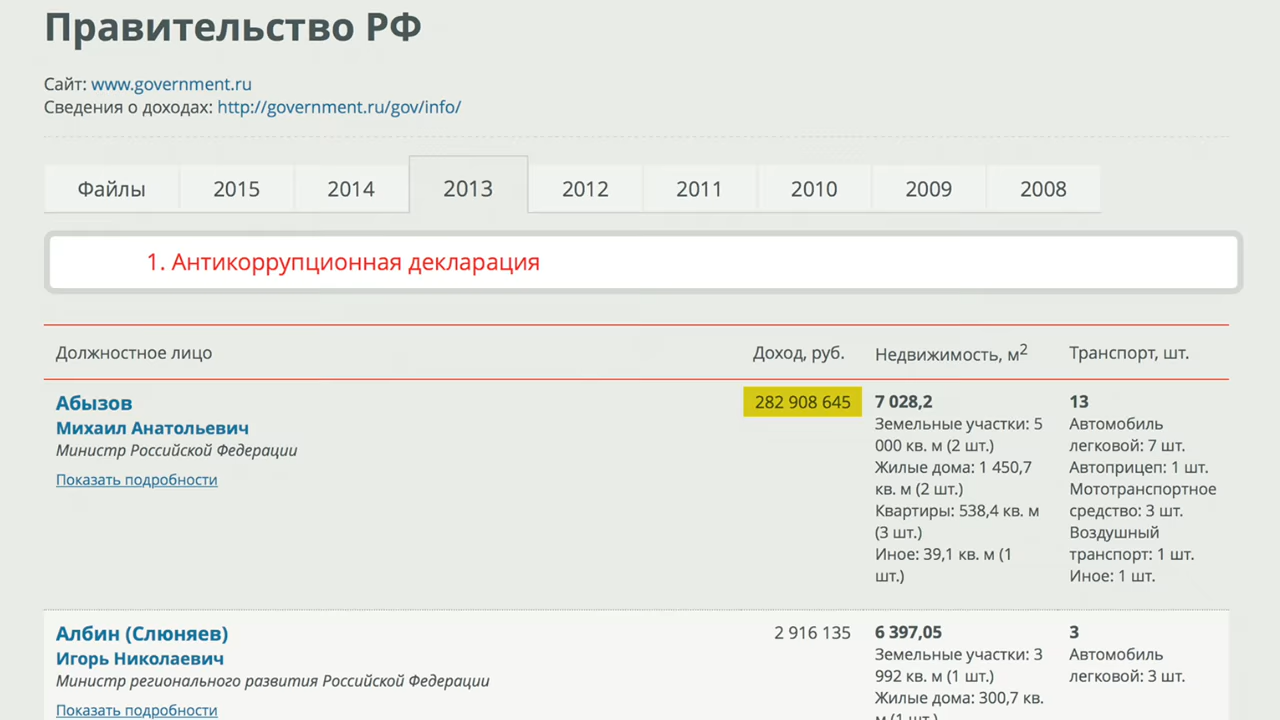 Правительство РФ
Сайт: www.government.ru
Сведения о доходах: http://government.ru/gov/info/
Файлы 2015 2014 2013 2012 2011 2010 2009 2008
1. Антикоррупционная декларация
Должностное лицо Доход, руб. Недвижимость, м² Транспорт, шт.
Абызов
Михаил Анатольевич
Министр Российской Федерации
Показать подробности
282 908 645
7 028,2
Земельные участки: 5
000 кв. м (2 шт.)
Жилые дома: 1 450,7
кв. м (2 шт.)
Квартиры: 538,4 кв. м
(3 шт.)
Иное: 39,1 кв. м (1
шт.)
13
Автомобиль
легковой: 7 шт.
Автоприцеп: 1 шт.
Мототранспортное
средство: 3 шт.
Воздушный
транспорт: 1 шт.
Иное: 1 шт.
Албин (Слюняев)
Игорь Николаевич
Министр регионального развития Российской Федерации
Показать подробности
2 916 135
6 397,05
Земельные участки: 3
992 кв. м (1 шт.)
Жилые дома: 300,7 кв.
м (1 шт.)
3
Автомобиль
легковой: 3 шт.